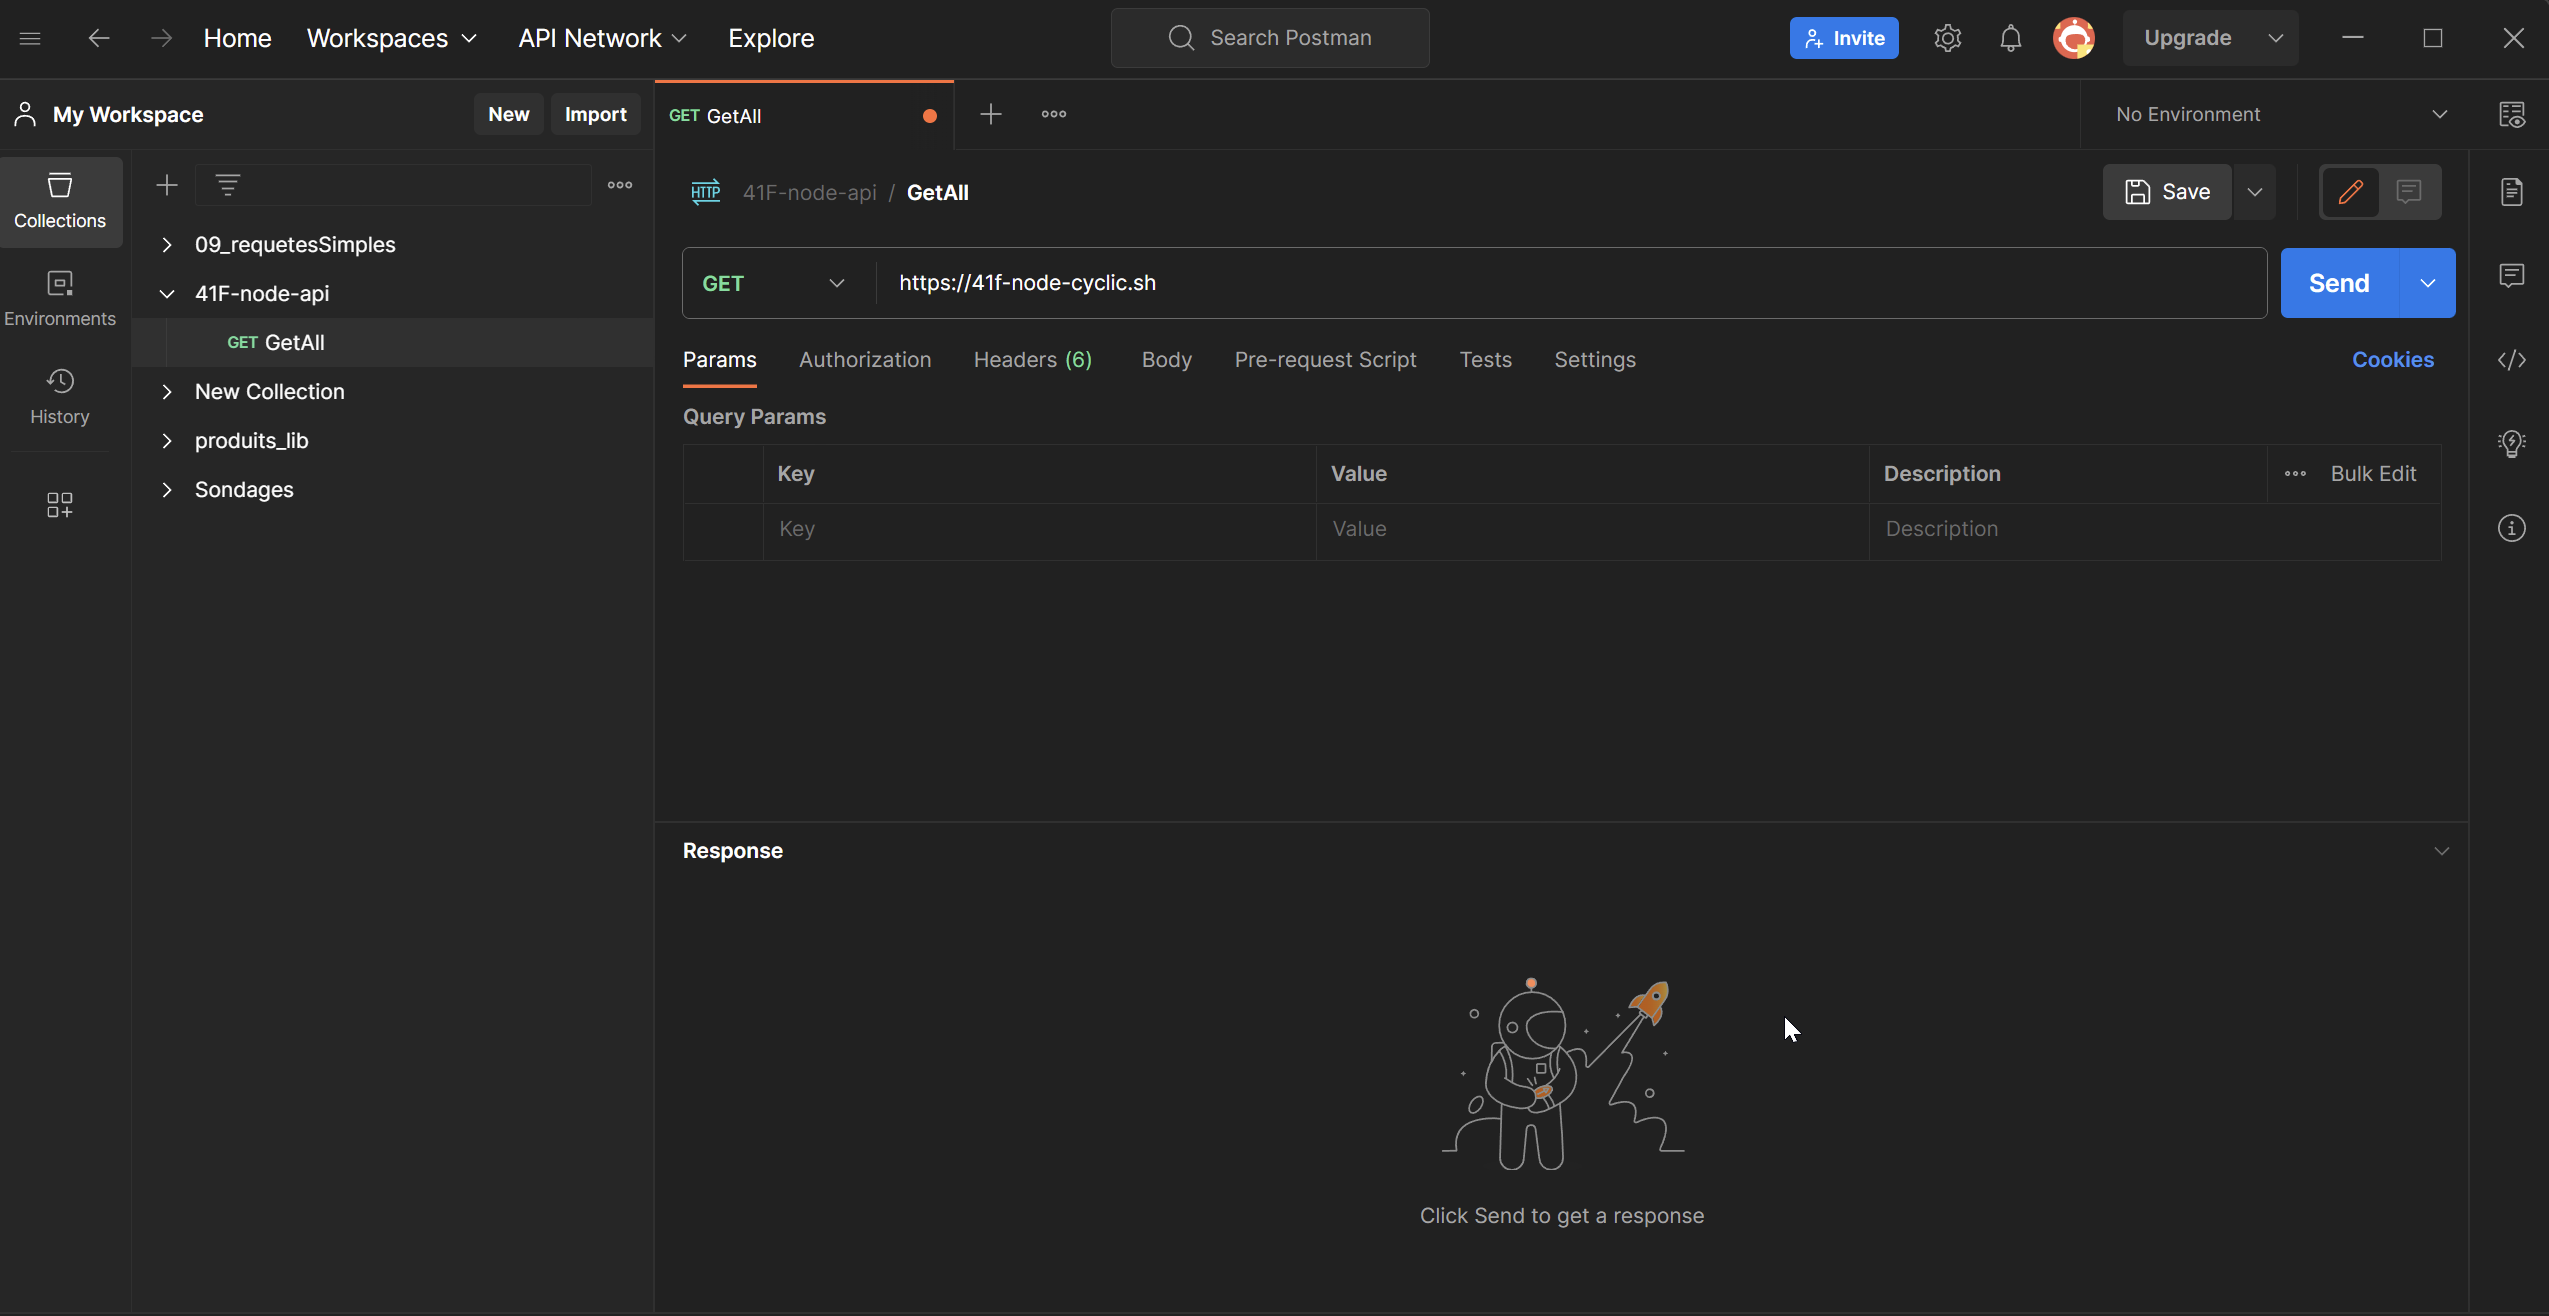 Home Workspaces API Network Explore Search Postman Invite Upgrade
My Workspace New Import
GET GetAll
No Environment
Collections
Environments
History
09_requetesSimples
41F-node-api
GET GetAll
New Collection
produits_lib
Sondages
HTTP 41F-node-api / GetAll Save
GET https://41f-node-cyclic.sh Send
Params Authorization Headers (6) Body Pre-request Script Tests Settings Cookies
Query Params
Key Value Description Bulk Edit
Key Value Description
Response
Click Send to get a response